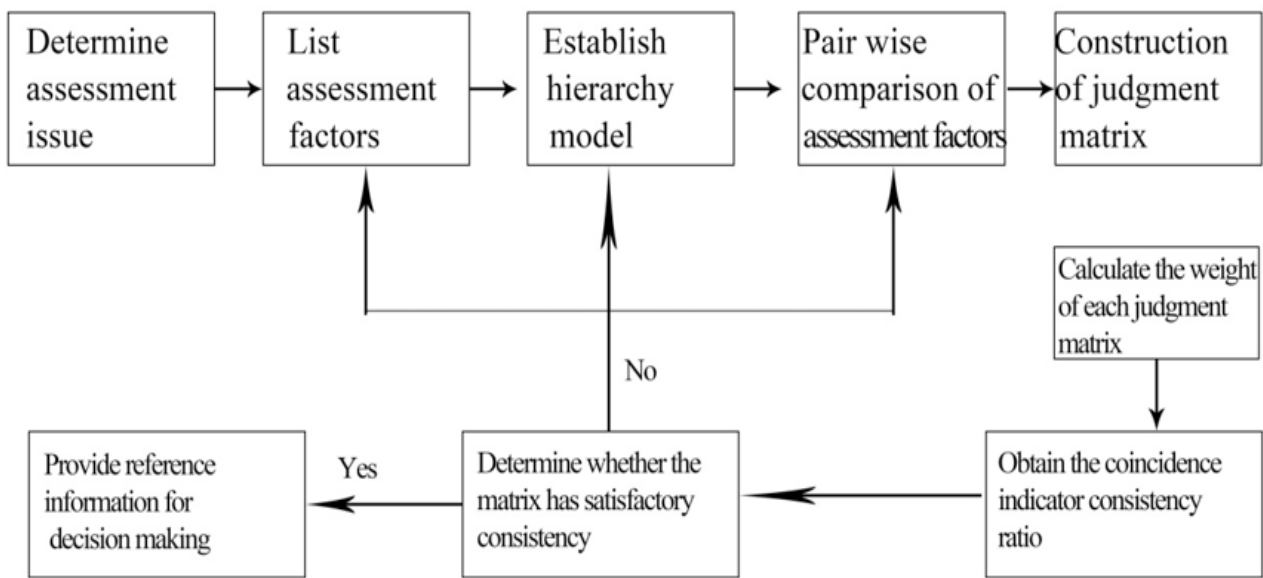 Determine
assessment
issue
List
assessment
factors
Establish
hierarchy
model
Pair wise
comparison of
assessment factors
Construction
of judgment
matrix
Calculate the weight
of each judgment
matrix
No
Yes
Provide reference
information for
decision making
Determine whether the
matrix has satisfactory
consistency
Obtain the coincidence
indicator consistency
ratio